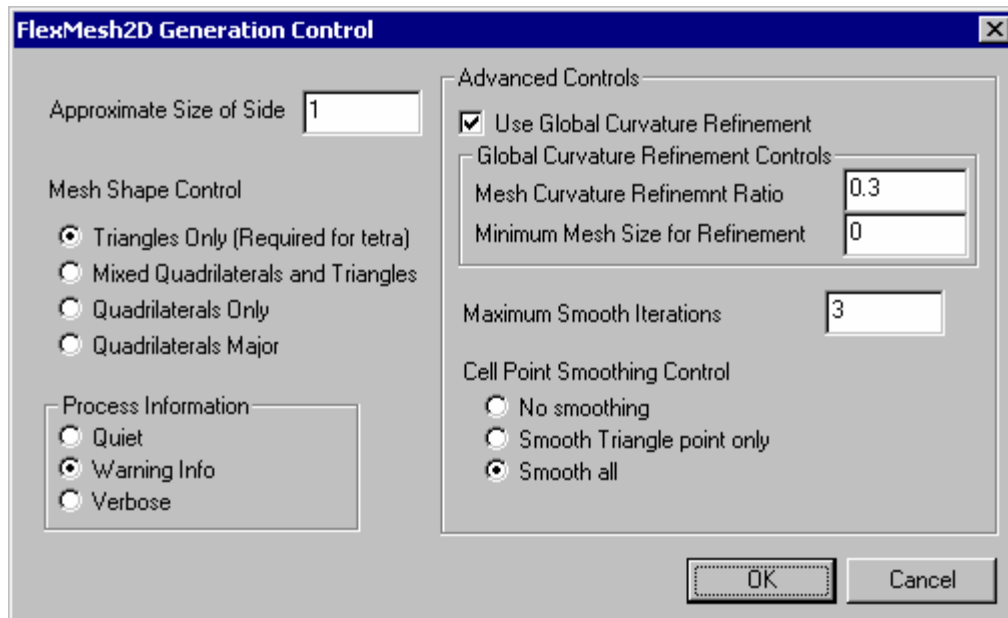 FlexMesh2D Generation Control
Approximate Size of Side 1
Mesh Shape Control
Triangles Only (Required for tetra)
Mixed Quadrilaterals and Triangles
Quadrilaterals Only
Quadrilaterals Major
Process Information
Quiet
Warning Info
Verbose
Advanced Controls
Use Global Curvature Refinement
Global Curvature Refinement Controls
Mesh Curvature Refinemnt Ratio 0.3
Minimum Mesh Size for Refinement 0
Maximum Smooth Iterations 3
Cell Point Smoothing Control
No smoothing
Smooth Triangle point only
Smooth all
OK Cancel